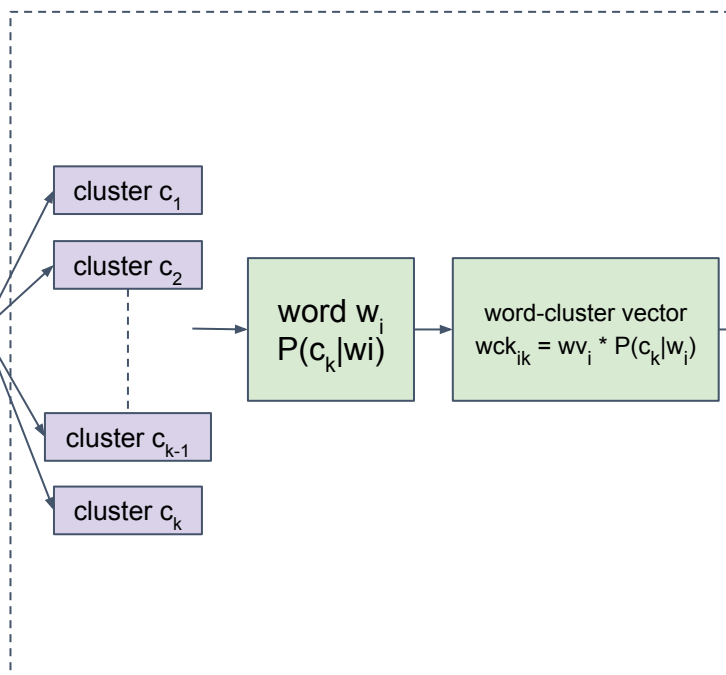 cluster c₁
cluster c₂
cluster cₖ₋₁
cluster cₖ
word wᵢ
P(cₖ|wi)
word-cluster vector
wckᵢₖ = wvᵢ * P(cₖ|wᵢ)